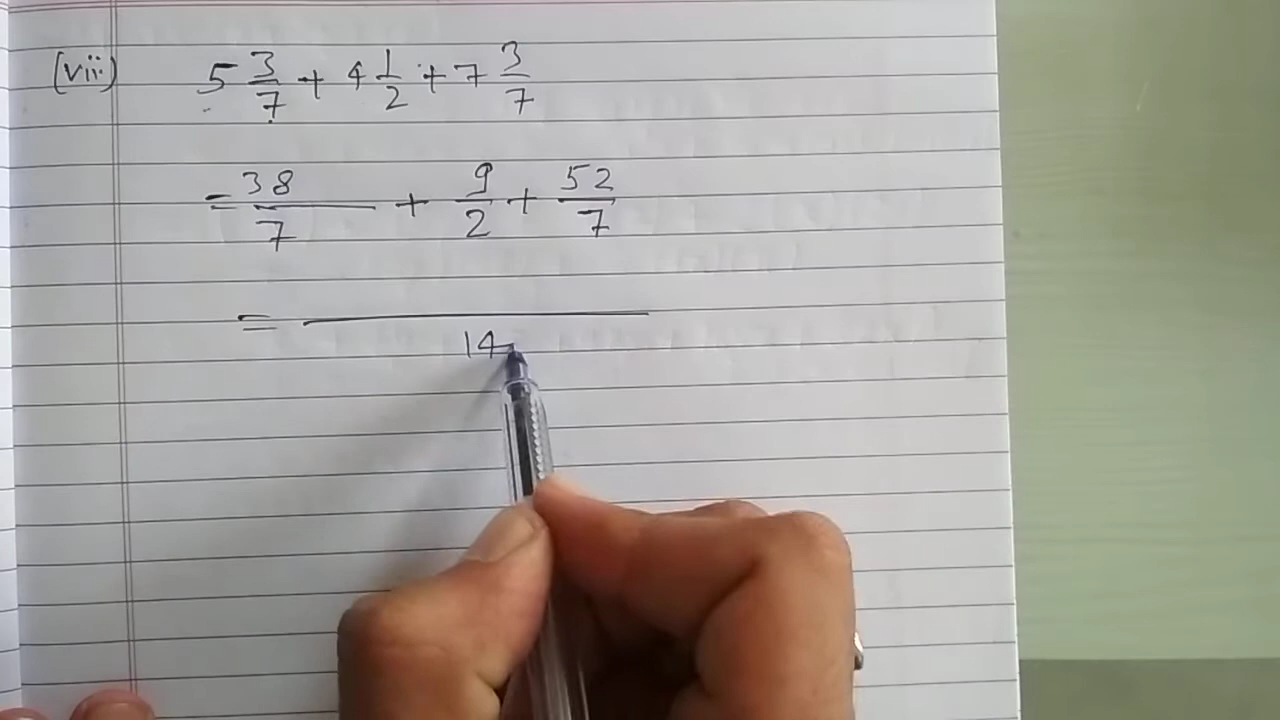 (vii) 5 3/7 + 4 1/2 + 7 3/7
= 38/7 + 9/2 + 52/7
= /14